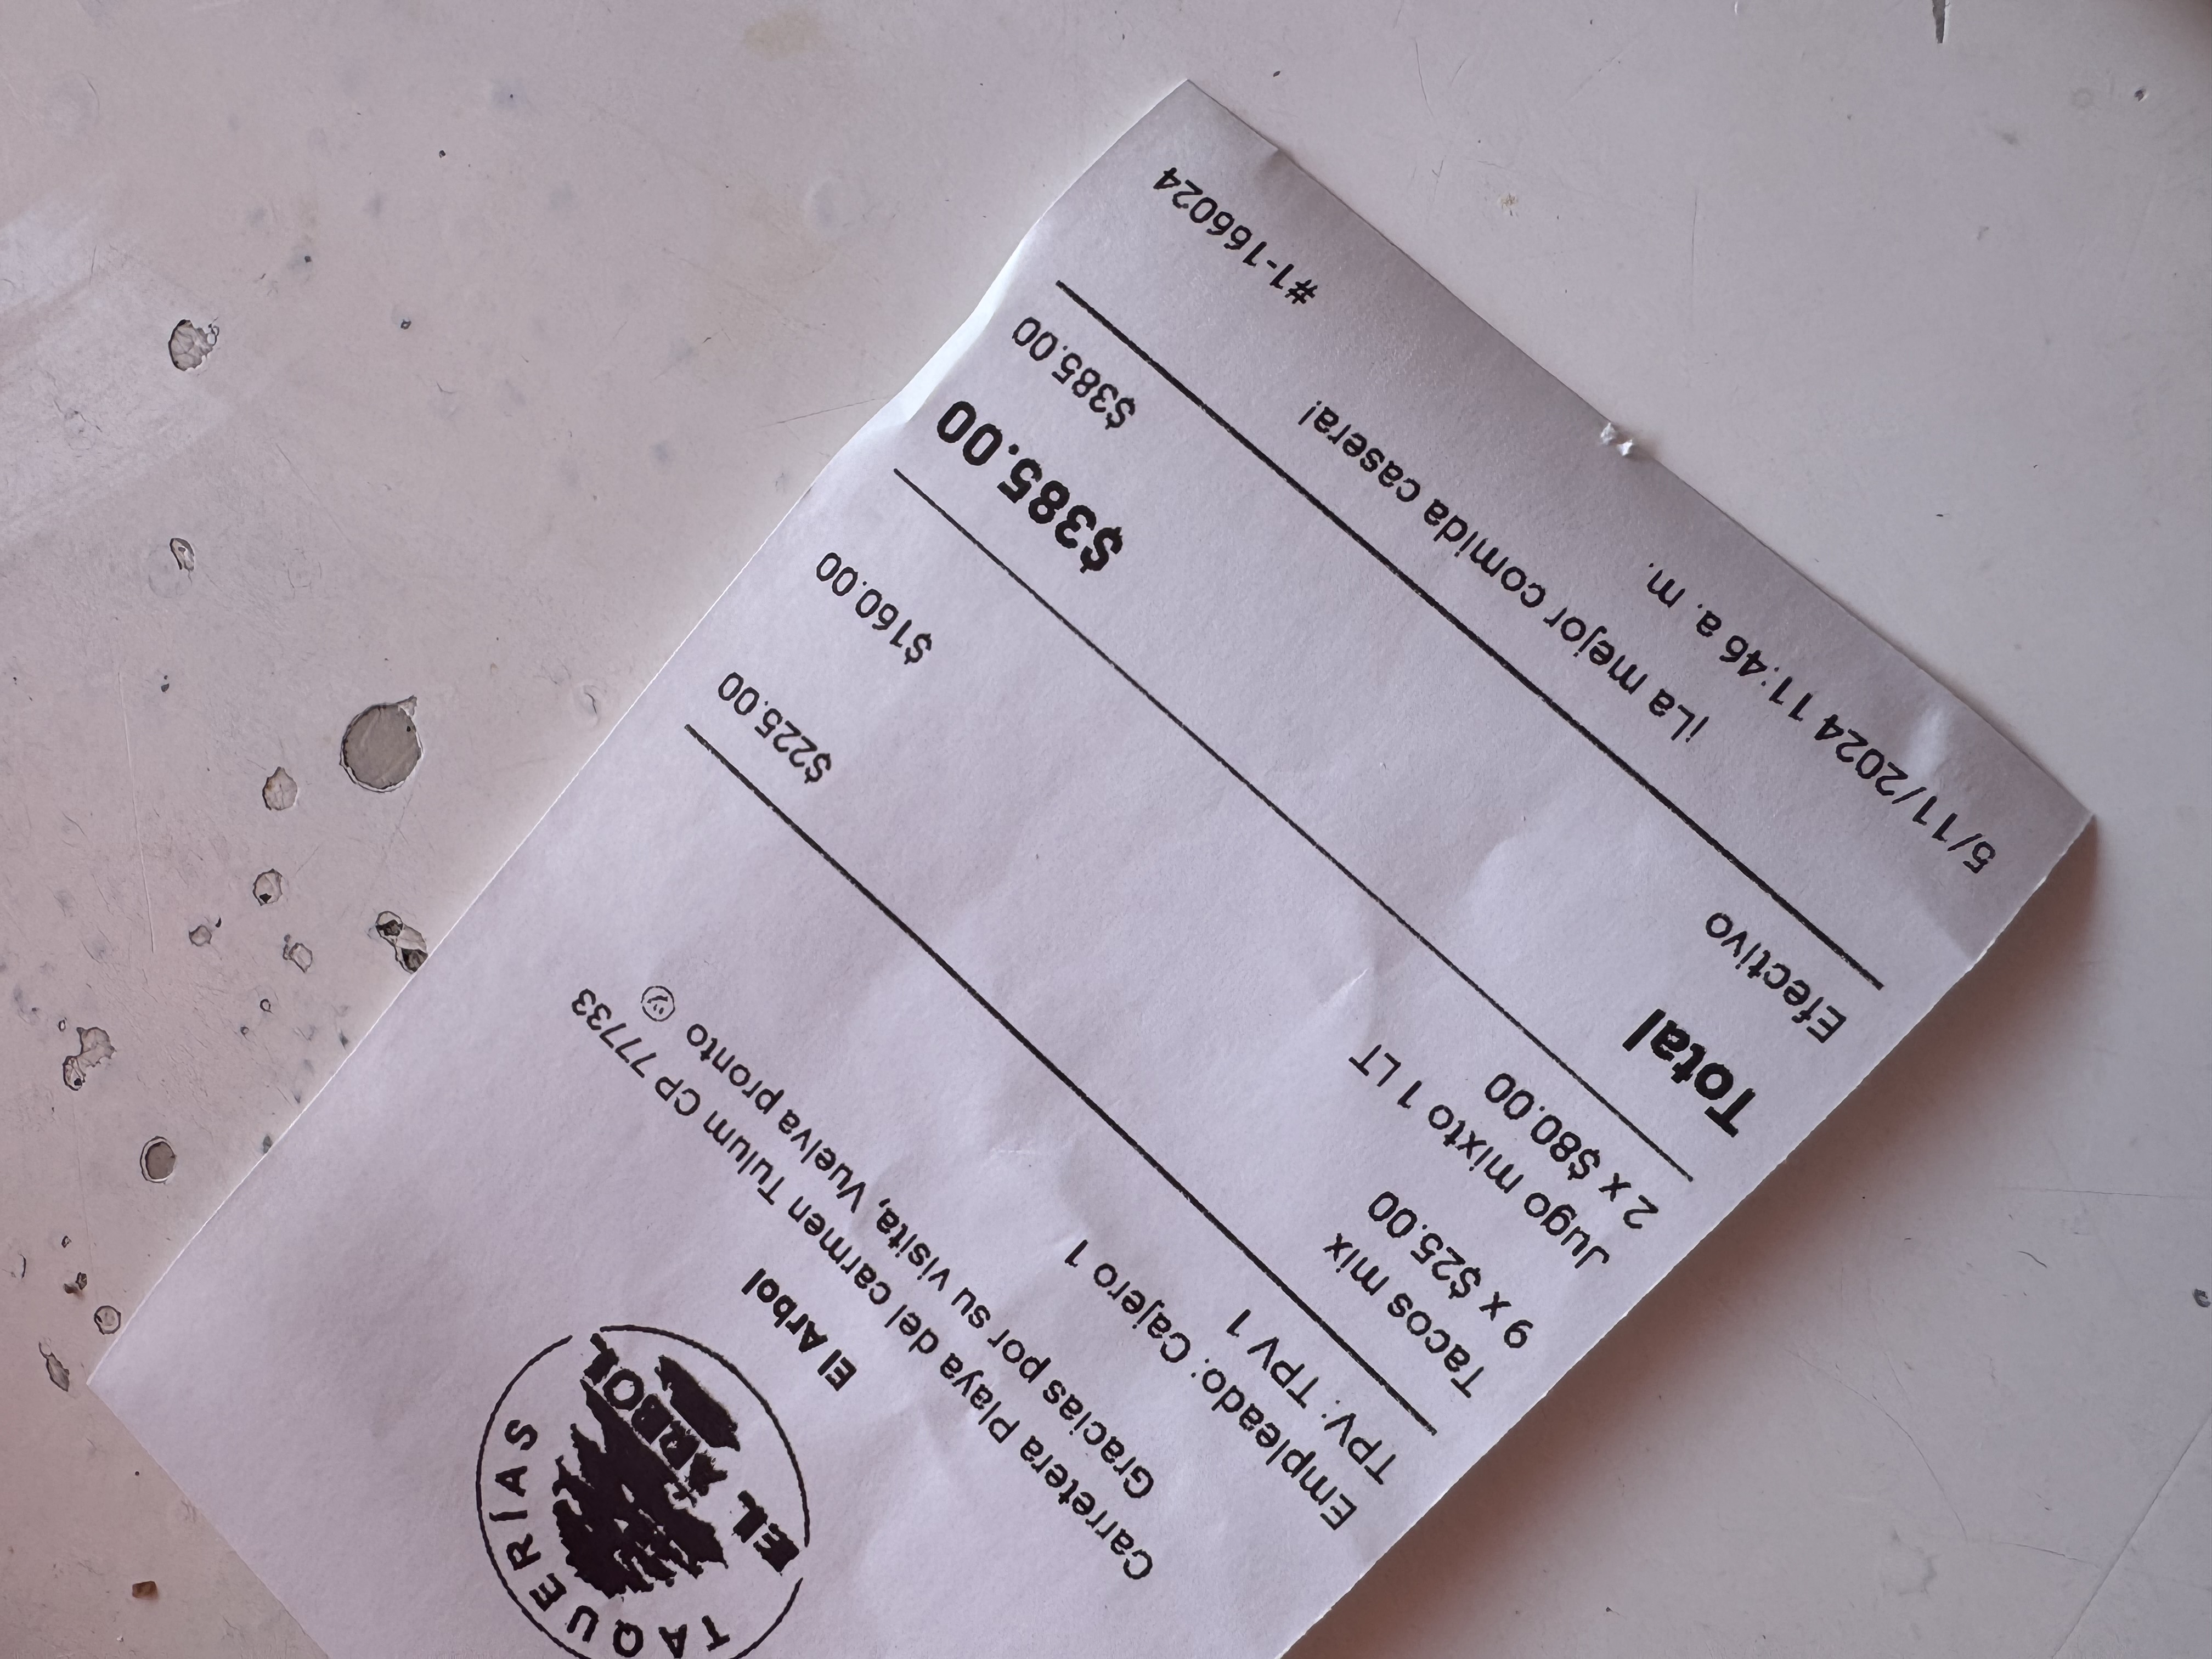 TAQUERÍAS
EL ARBOL
EL ARBOL
El Arbol
Carretera Playa del carmen Tulum CP 77733
Gracias por su visita, Vuelva pronto
Empleado: Cajero 1
TPV: TPV 1
Tacos mix $225.00
9 x $25.00
Jugo mixto 1 LT $160.00
2 x $80.00
Total $385.00
Efectivo $385.00
¡La mejor comida casera!
5/11/2024 11:46 a. m. #1-166024